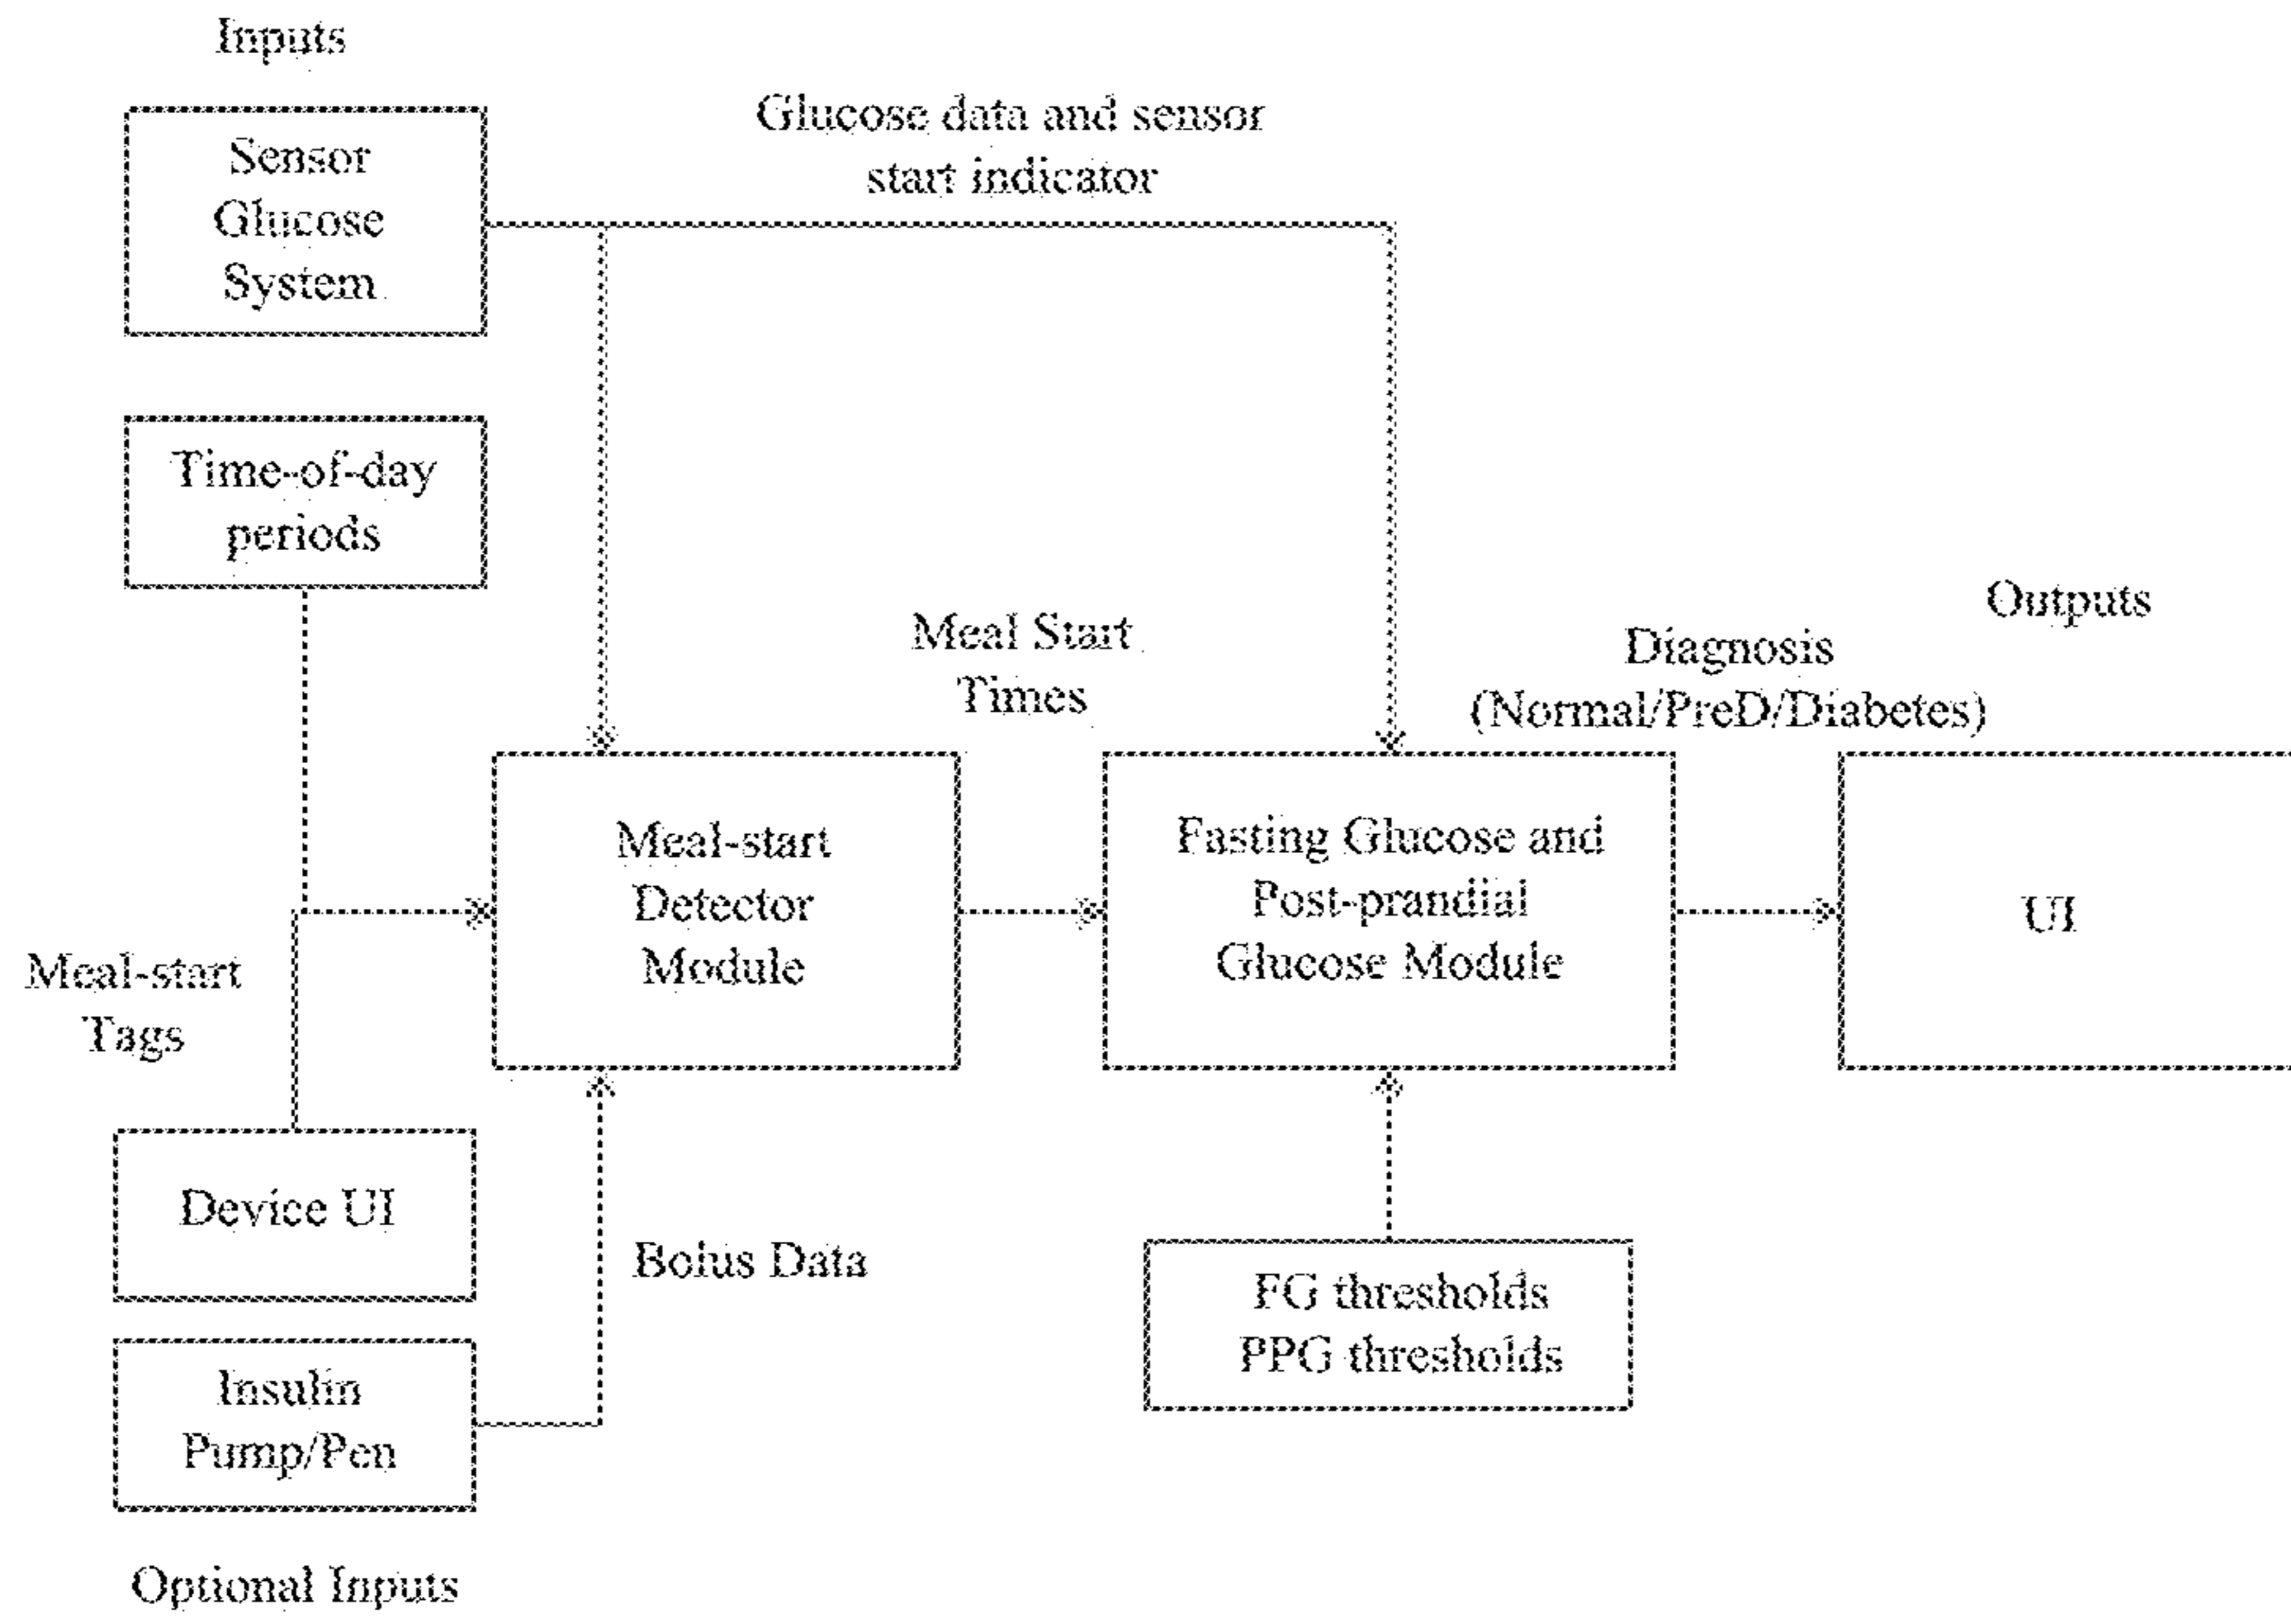 Inputs
Sensor
Glucose
System
Glucose data and sensor
start indicator
Time-of-day
periods
Meal Start
Times
Outputs
Diagnosis
(Normal/PreD/Diabetes)
Meal-start
Detector
Module
Fasting Glucose and
Post-prandial
Glucose Module
UI
Meal-start
Tags
Device UI
Bolus Data
FG thresholds
PPG thresholds
Insulin
Pump/Pen
Optional Inputs